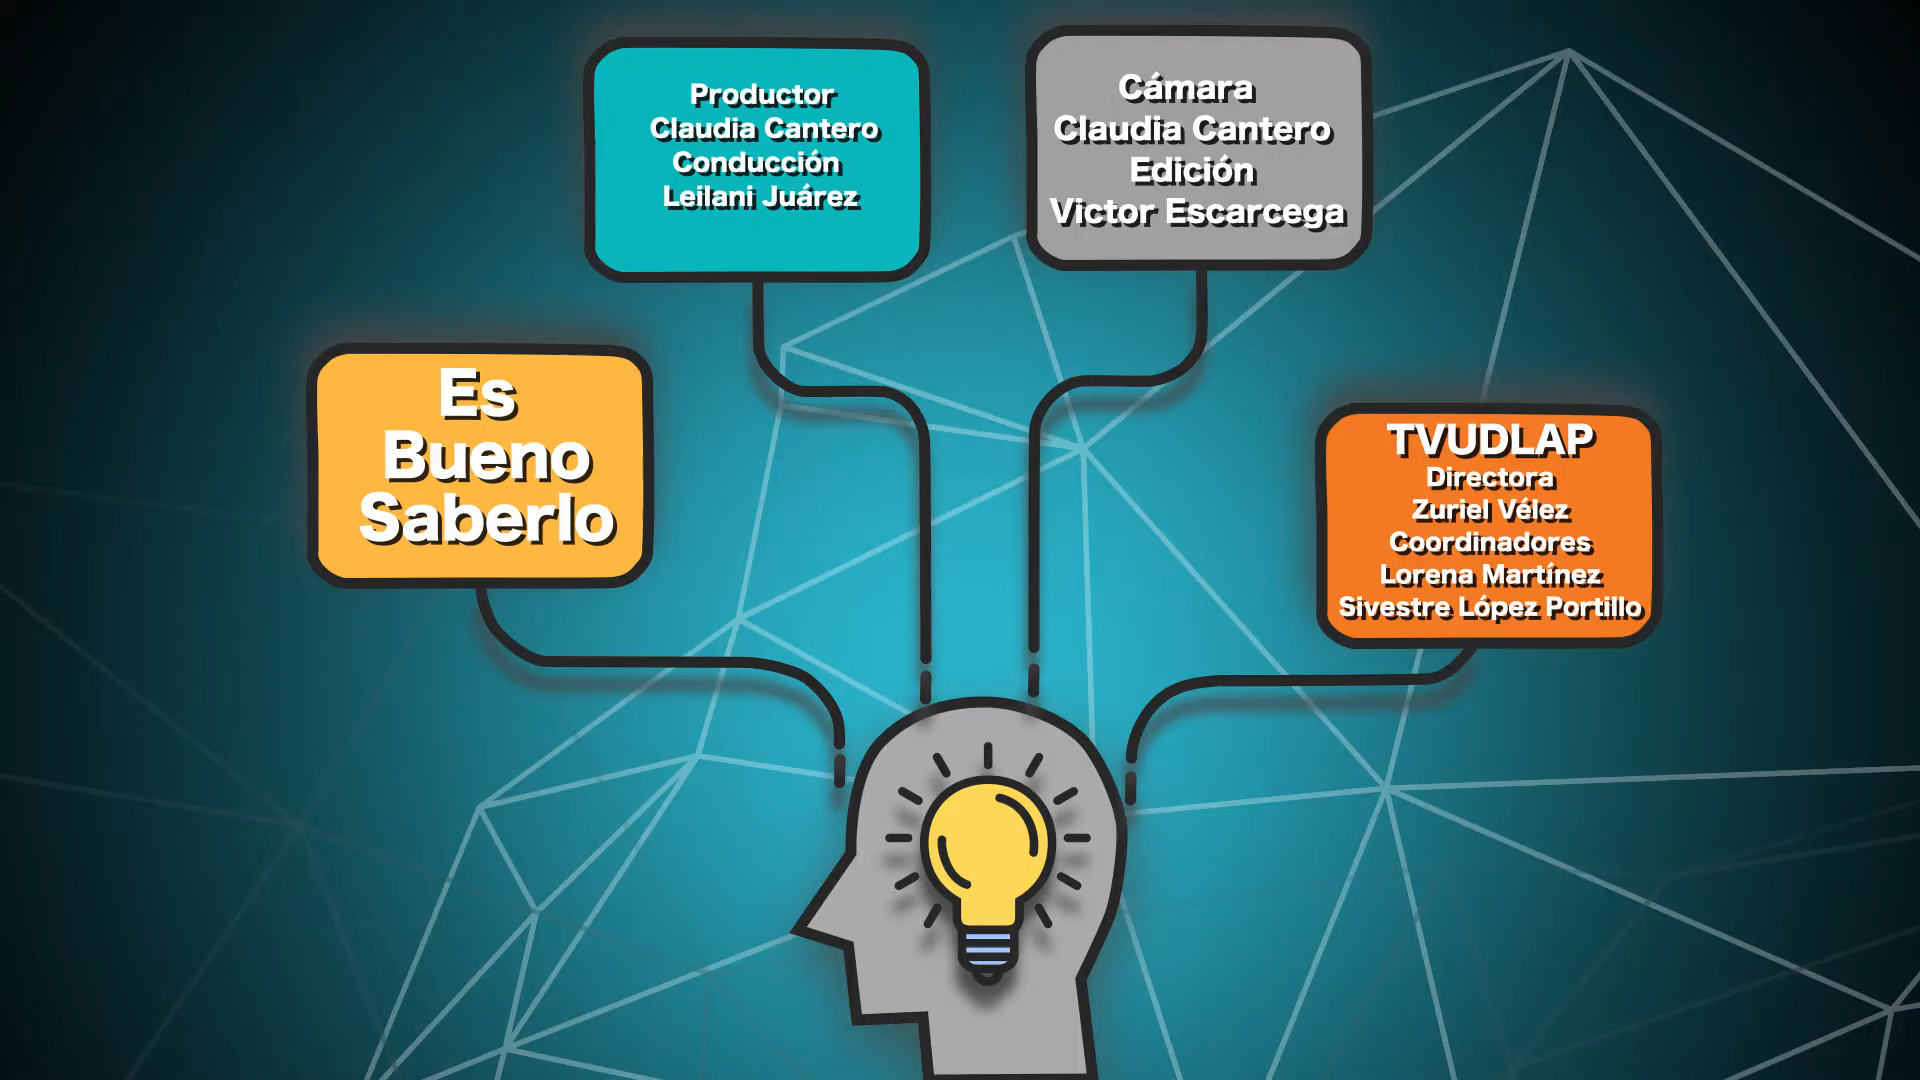 Es
Bueno
Saberlo
Productor
Claudia Cantero
Conducción
Leilani Juárez
Cámara
Claudia Cantero
Edición
Victor Escarcega
TVUDLAP
Directora
Zuriel Vélez
Coordinadores
Lorena Martínez
Sivestre López Portillo